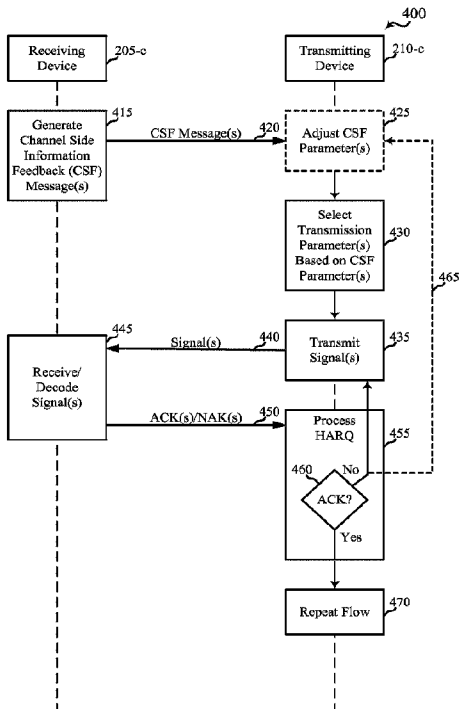 400
Receiving
Device
205-c
Transmitting
Device
210-c
Generate
Channel Side
Information
Feedback (CSF)
Message(s)
415
CSF Message(s)
420
Adjust CSF
Parameter(s)
425
Select
Transmission
Parameter(s)
Based on CSF
Parameter(s)
430
465
Receive/
Decode
Signal(s)
445
Signal(s)
440
Transmit
Signal(s)
435
ACK(s)/NAK(s)
450
Process
HARQ
455
460
No
ACK?
Yes
Repeat Flow
470